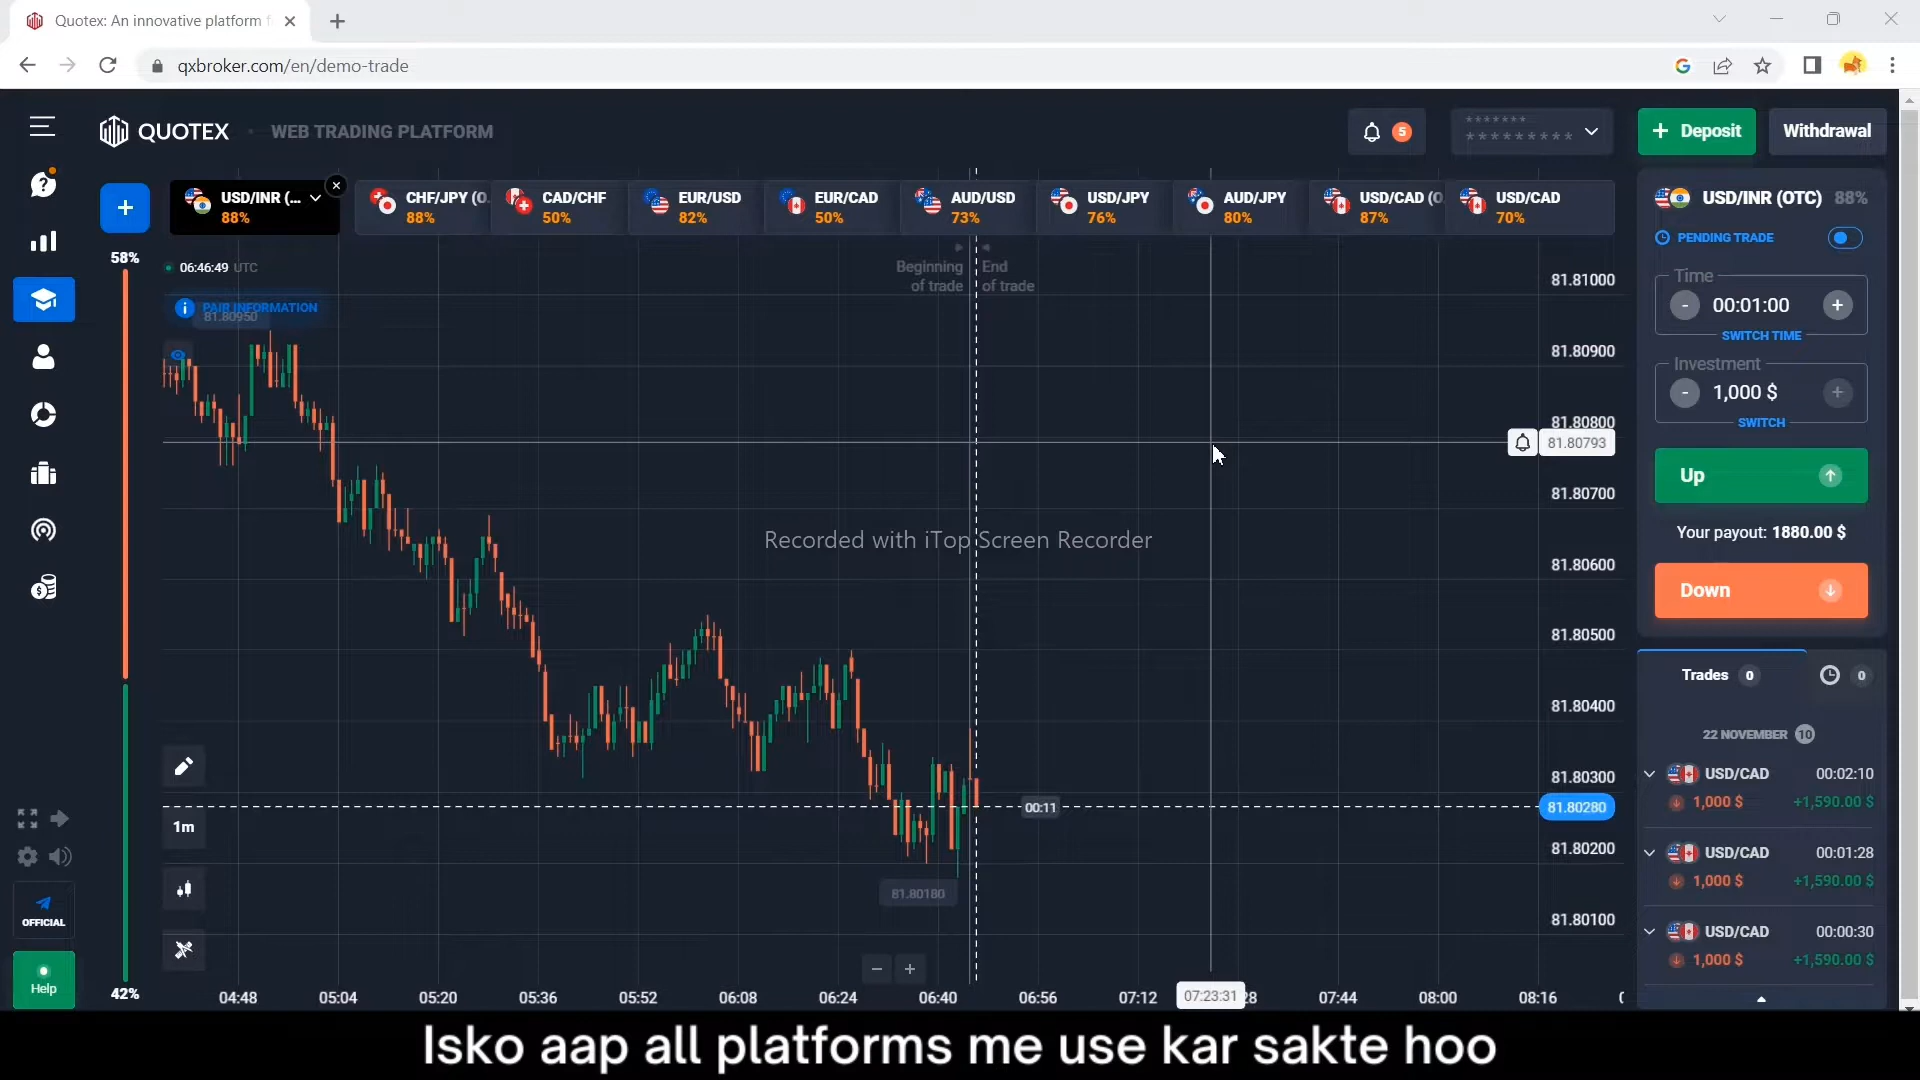 Quotex: An innovative platform f
qxbroker.com/en/demo-trade
QUOTEX
WEB TRADING PLATFORM
5
*******
*********
+ Deposit
Withdrawal
USD/INR (...
88%
CHF/JPY (O
88%
CAD/CHF
50%
EUR/USD
82%
EUR/CAD
50%
AUD/USD
73%
USD/JPY
76%
AUD/JPY
80%
USD/CAD (O
87%
USD/CAD
70%
USD/INR (OTC) 88%
PENDING TRADE
Time
- 00:01:00 +
SWITCH TIME
Investment
- 1,000 $ +
SWITCH
Up
Your payout: 1880.00 $
Down
58%
06:46:49 UTC
PAIR INFORMATION
81.80950
Beginning
of trade
End
of trade
81.81000
81.80900
81.80800
81.80793
81.80700
81.80600
81.80500
81.80400
81.80300
81.80280
81.80200
81.80100
Recorded with iTop Screen Recorder
00:11
1m
81.80180
OFFICIAL
Help
42%
04:48
05:04
05:20
05:36
05:52
06:08
06:24
06:40
06:56
07:12
07:23:31
28
07:44
08:00
08:16
Trades 0
0
22 NOVEMBER 10
USD/CAD 00:02:10
1,000 $ +1,590.00 $
USD/CAD 00:01:28
1,000 $ +1,590.00 $
USD/CAD 00:00:30
1,000 $ +1,590.00 $
Isko aap all platforms me use kar sakte hoo